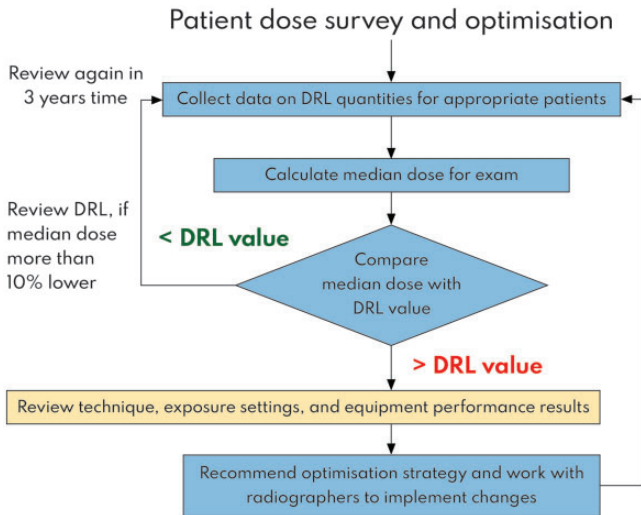 Patient dose survey and optimisation
Review again in
3 years time
Collect data on DRL quantities for appropriate patients
Calculate median dose for exam
Review DRL, if
median dose
more than
10% lower
< DRL value
Compare
median dose with
DRL value
> DRL value
Review technique, exposure settings, and equipment performance results
Recommend optimisation strategy and work with
radiographers to implement changes